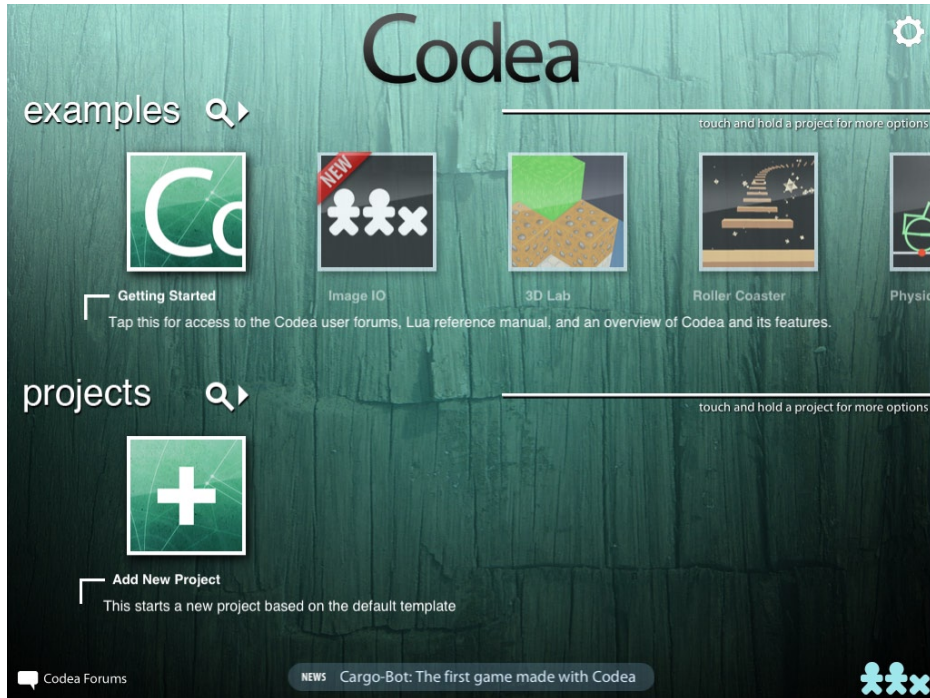 Codea
examples
touch and hold a project for more options
Co
NEW
Getting Started
Image IO
3D Lab
Roller Coaster
Physic
Tap this for access to the Codea user forums, Lua reference manual, and an overview of Codea and its features.
projects
touch and hold a project for more options
Add New Project
This starts a new project based on the default template
Codea Forums
NEWS Cargo-Bot: The first game made with Codea